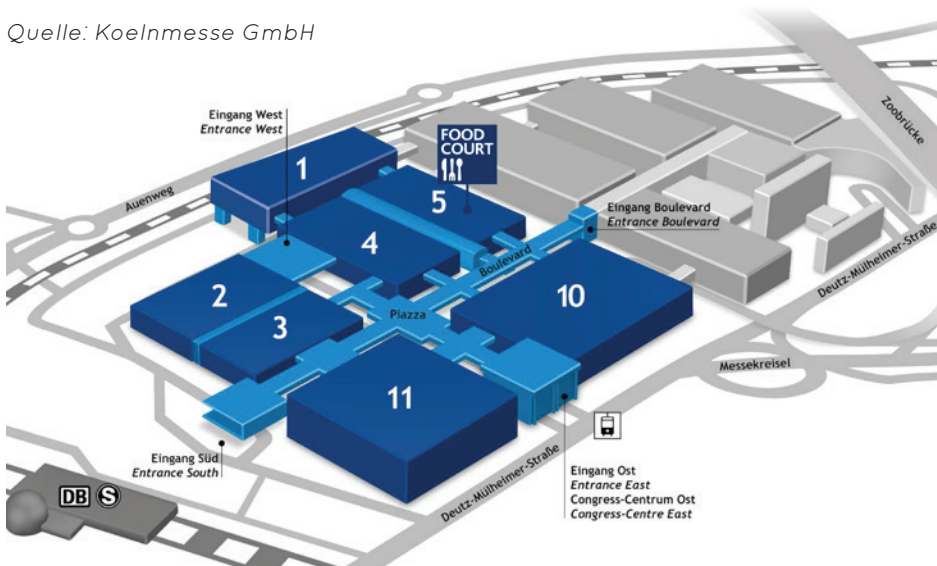 Quelle: Koelnmesse GmbH
Zoobrücke
Eingang West
Entrance West
FOOD
COURT
1
5
Auenweg
Eingang Boulevard
Entrance Boulevard
4
Boulevard
Deutz-Mülheimer-Straße
2
10
3
Piazza
Messekreisel
11
Eingang Süd
Entrance South
Eingang Ost
Entrance East
Congress-Centrum Ost
Congress-Centre East
Deutz-Mülheimer-Straße
DB S